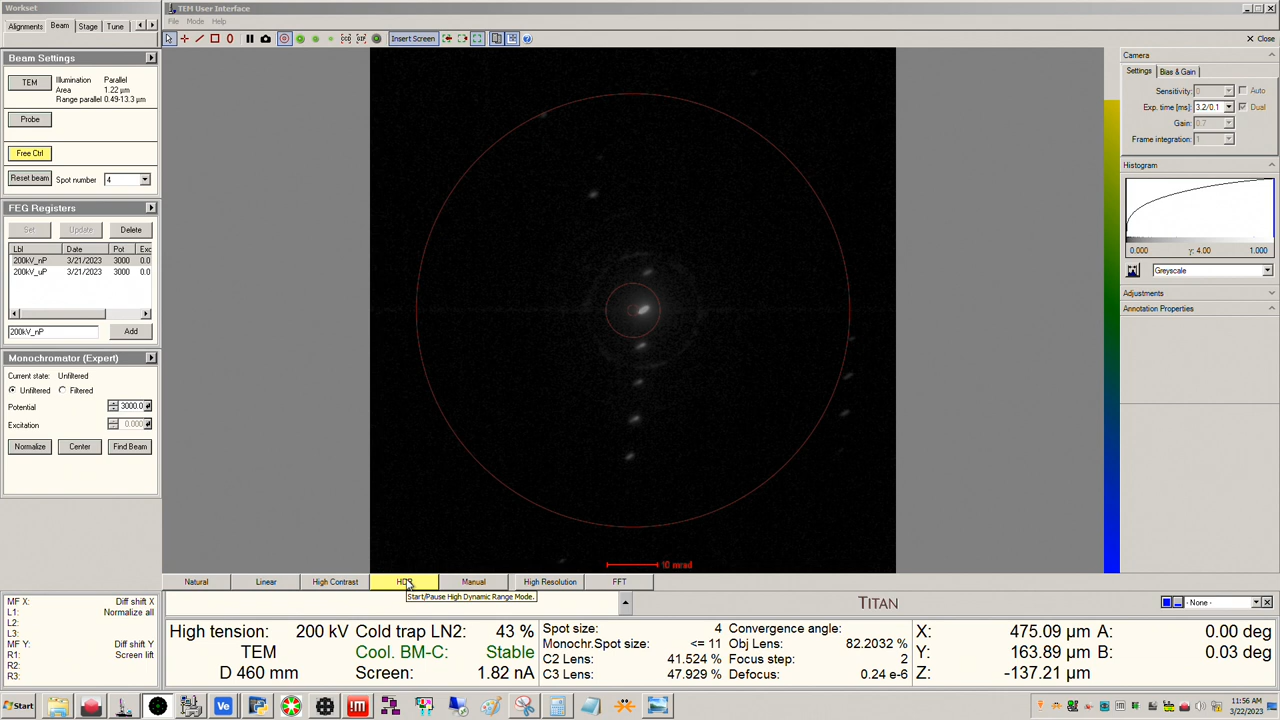 Workset
TEM User Interface
Alignments
Beam
Stage
Tune
File
Mode
Help
Insert Screen
Close
Beam Settings
TEM
Illumination Parallel
Area 1.22 µm
Range parallel 0.49-13.3 µm
Probe
Free Ctrl
Reset beam
Spot number
4
FEG Registers
Set
Update
Delete
Lbl Date Pot Exc
200kV_nP 3/21/2023 3000 0.0
200kV_uP 3/21/2023 3000 0.0
200kV_nP
Add
Monochromator (Expert)
Current state: Unfiltered
Unfiltered
Filtered
Potential
3000.0
Excitation
0.000
Normalize
Center
Find Beam
10 mrad
Camera
Settings
Bias & Gain
Sensitivity: 0 Auto
Exp. time [ms]: 3.2/0.1 Dual
Gain: 0.7
Frame integration: 1
Histogram
0.000
γ: 4.00
1.000
Greyscale
Adjustments
Annotation Properties
Natural
Linear
High Contrast
Manual
High Resolution
FFT
Start/Pause High Dynamic Range Mode.
MF X: Diff shift X
L1: Normalize all
L2:
L3:
MF Y: Diff shift Y
R1: Screen lift
R2:
R3:
TITAN
- None -
High tension: 200 kV
TEM
D 460 mm
Cold trap LN2: 43 %
Cool. BM-C: Stable
Screen: 1.82 nA
Spot size: 4
Monochr.Spot size: <= 11
C2 Lens: 41.524 %
C3 Lens: 47.929 %
Convergence angle:
Obj Lens: 82.2032 %
Focus step: 2
Defocus: 0.24 e-6
X: 475.09 µm
Y: 163.89 µm
Z: -137.21 µm
A: 0.00 deg
B: 0.03 deg
Start
Ve
11:56 AM
3/22/2023